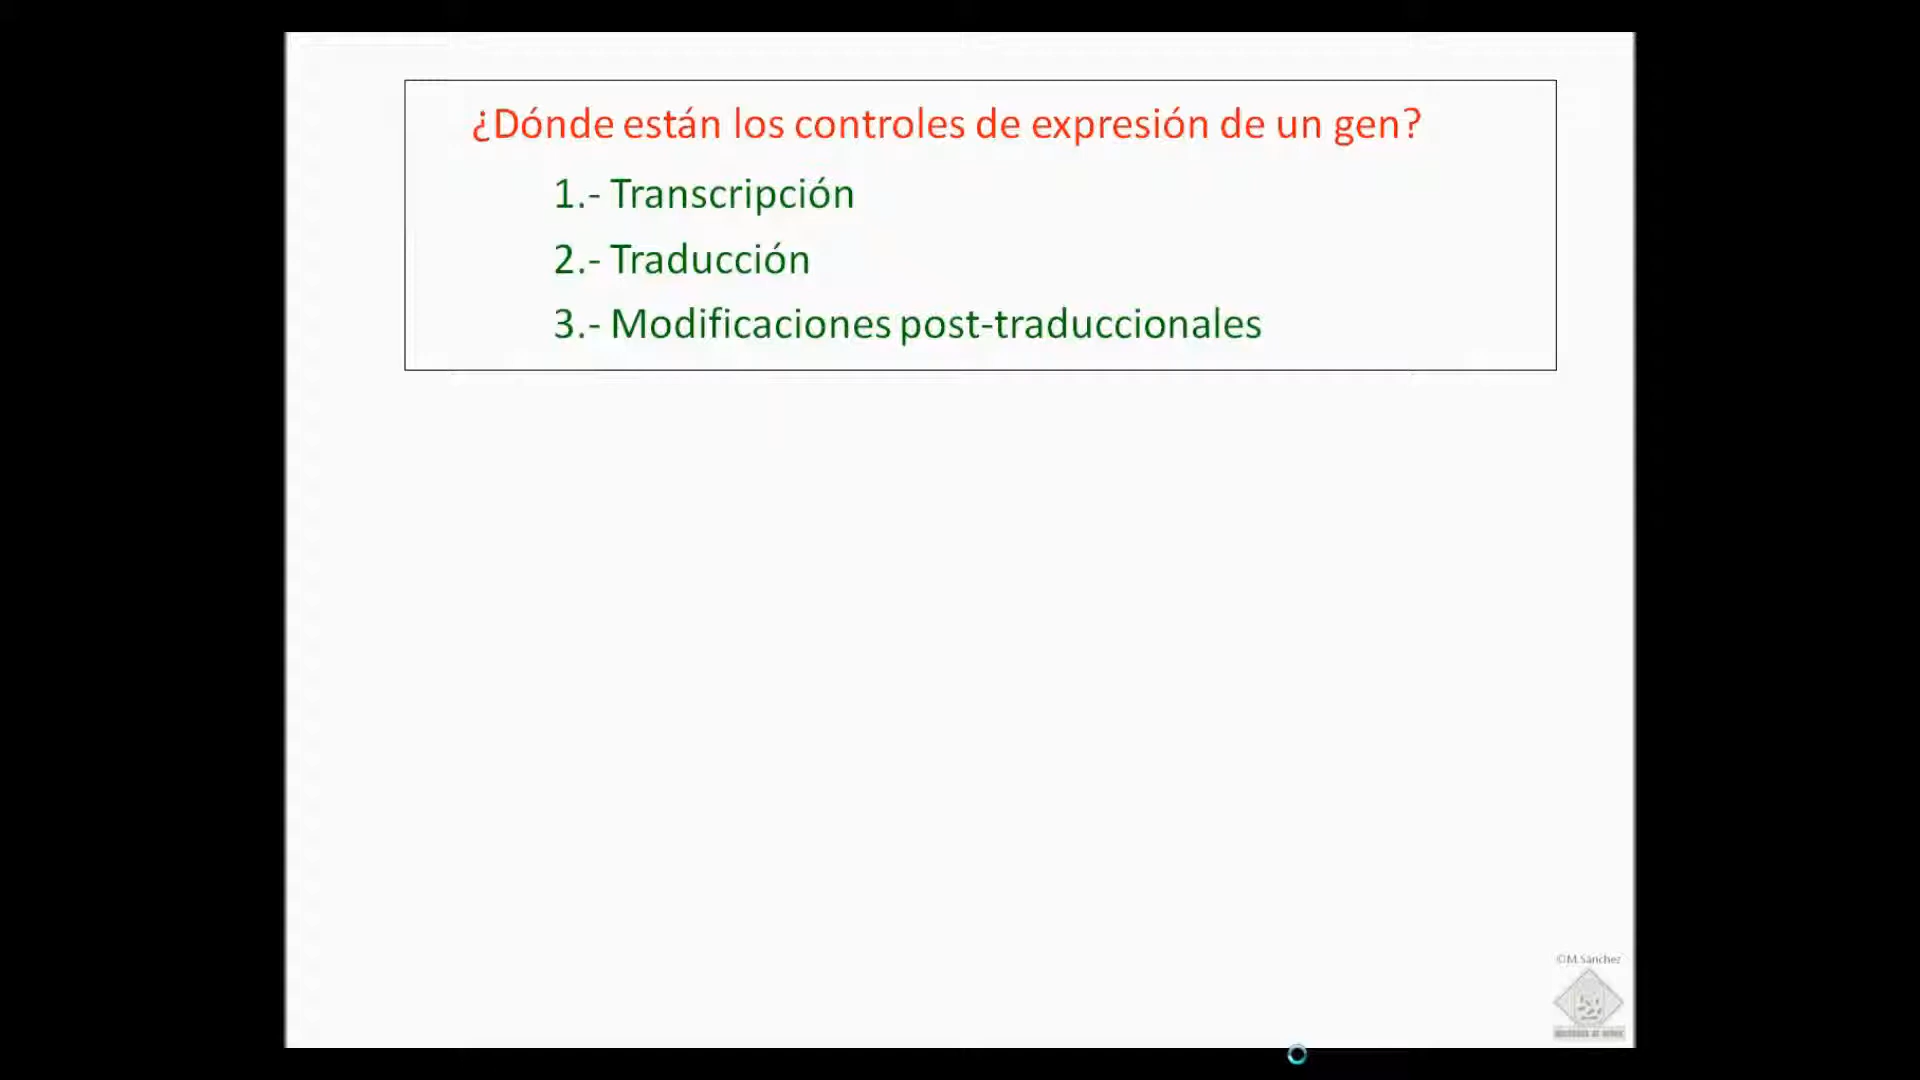 ¿Dónde están los controles de expresión de un gen?
1.- Transcripción
2.- Traducción
3.- Modificaciones post-traduccionales
©M.Sánchez